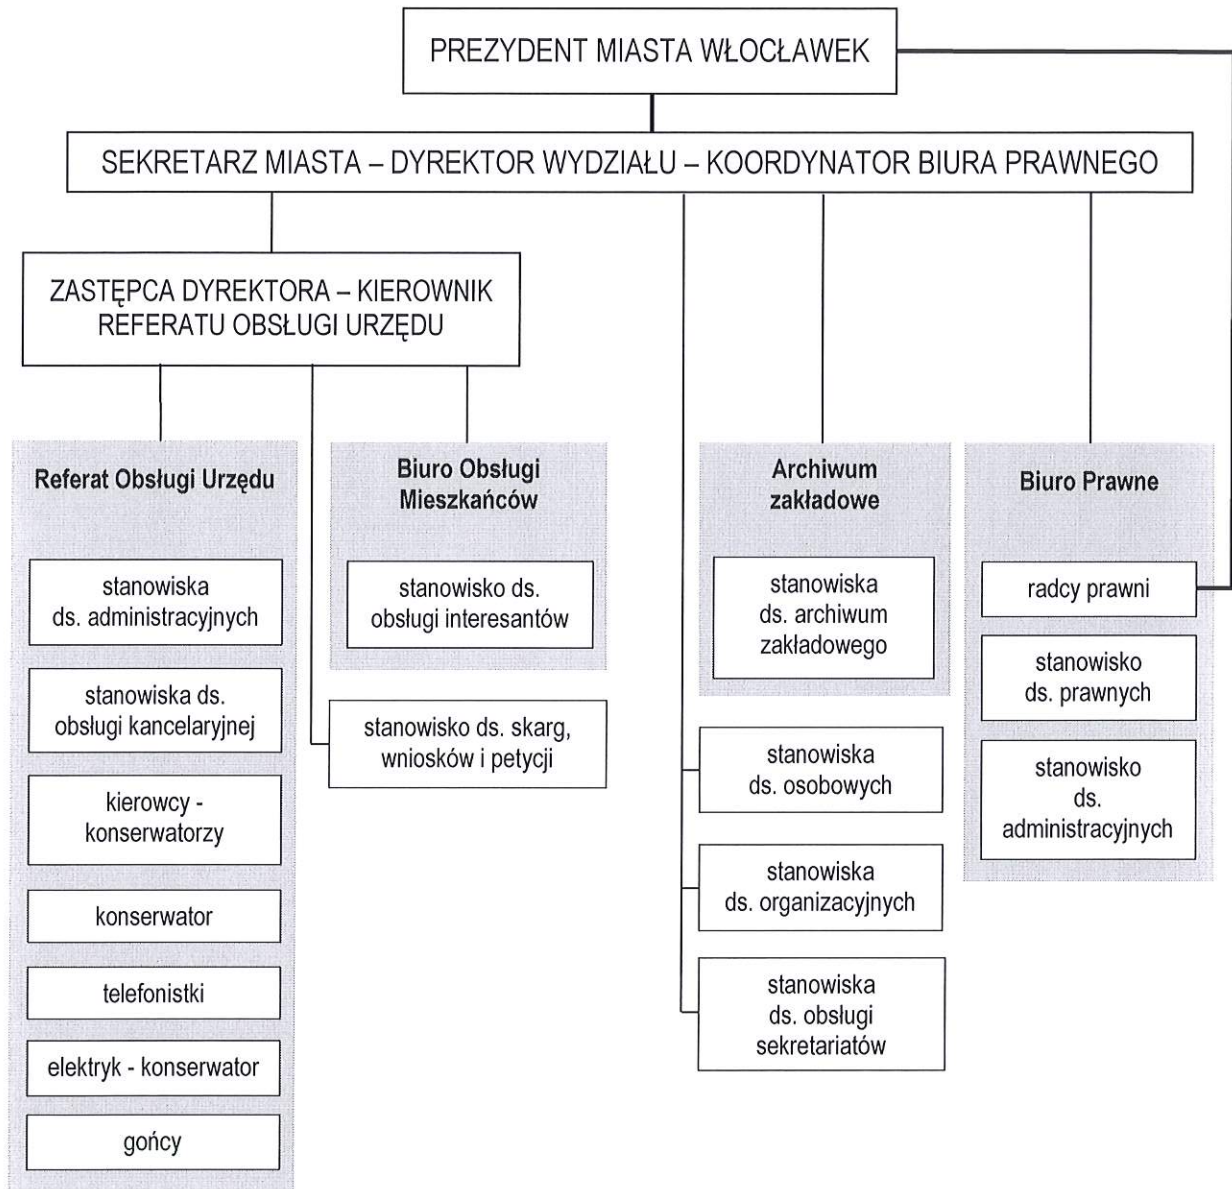 PREZYDENT MIASTA WŁOCŁAWEK
SEKRETARZ MIASTA – DYREKTOR WYDZIAŁU – KOORDYNATOR BIURA PRAWNEGO
ZASTĘPCA DYREKTORA – KIEROWNIK
REFERATU OBSŁUGI URZĘDU
Referat Obsługi Urzędu
stanowiska
ds. administracyjnych
stanowiska ds.
obsługi kancelaryjnej
kierowcy -
konserwatorzy
konserwator
telefonistki
elektryk - konserwator
gońcy
Biuro Obsługi
Mieszkańców
stanowisko ds.
obsługi interesantów
stanowisko ds. skarg,
wniosków i petycji
Archiwum
zakładowe
stanowiska
ds. archiwum
zakładowego
stanowiska
ds. osobowych
stanowiska
ds. organizacyjnych
stanowiska
ds. obsługi
sekretariatów
Biuro Prawne
radcy prawni
stanowisko
ds. prawnych
stanowisko
ds.
administracyjnych